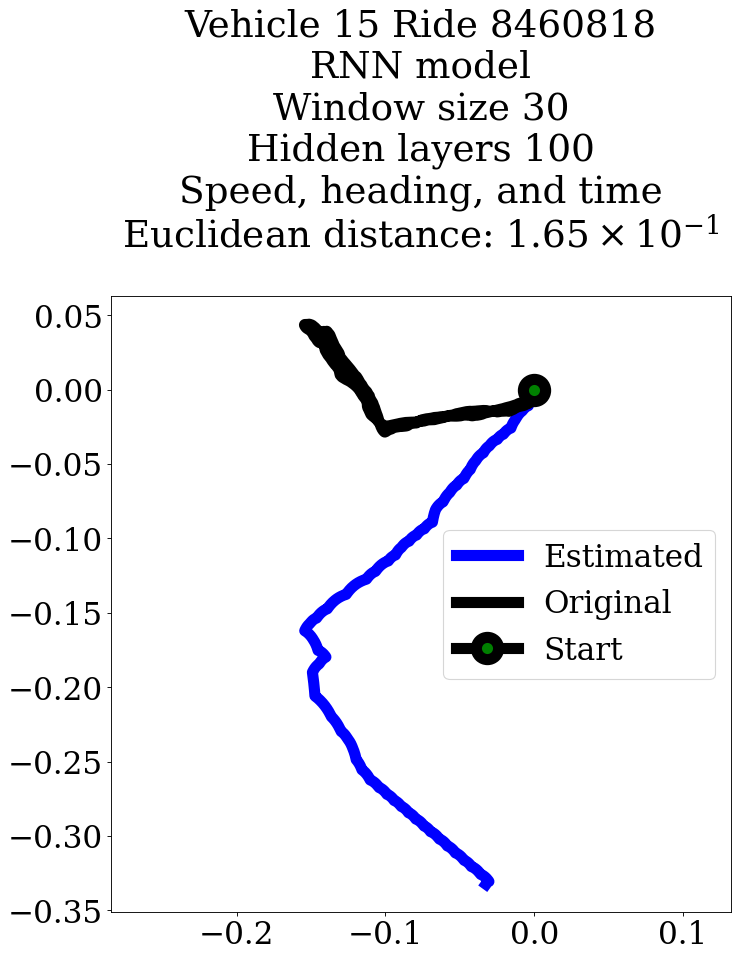 Vehicle 15 Ride 8460818
RNN model
Window size 30
Hidden layers 100
Speed, heading, and time
Euclidean distance: 1.65 × 10⁻¹
0.05
0.00
−0.05
−0.10
−0.15
−0.20
−0.25
−0.30
−0.35
Estimated
Original
Start
−0.2
−0.1
0.0
0.1